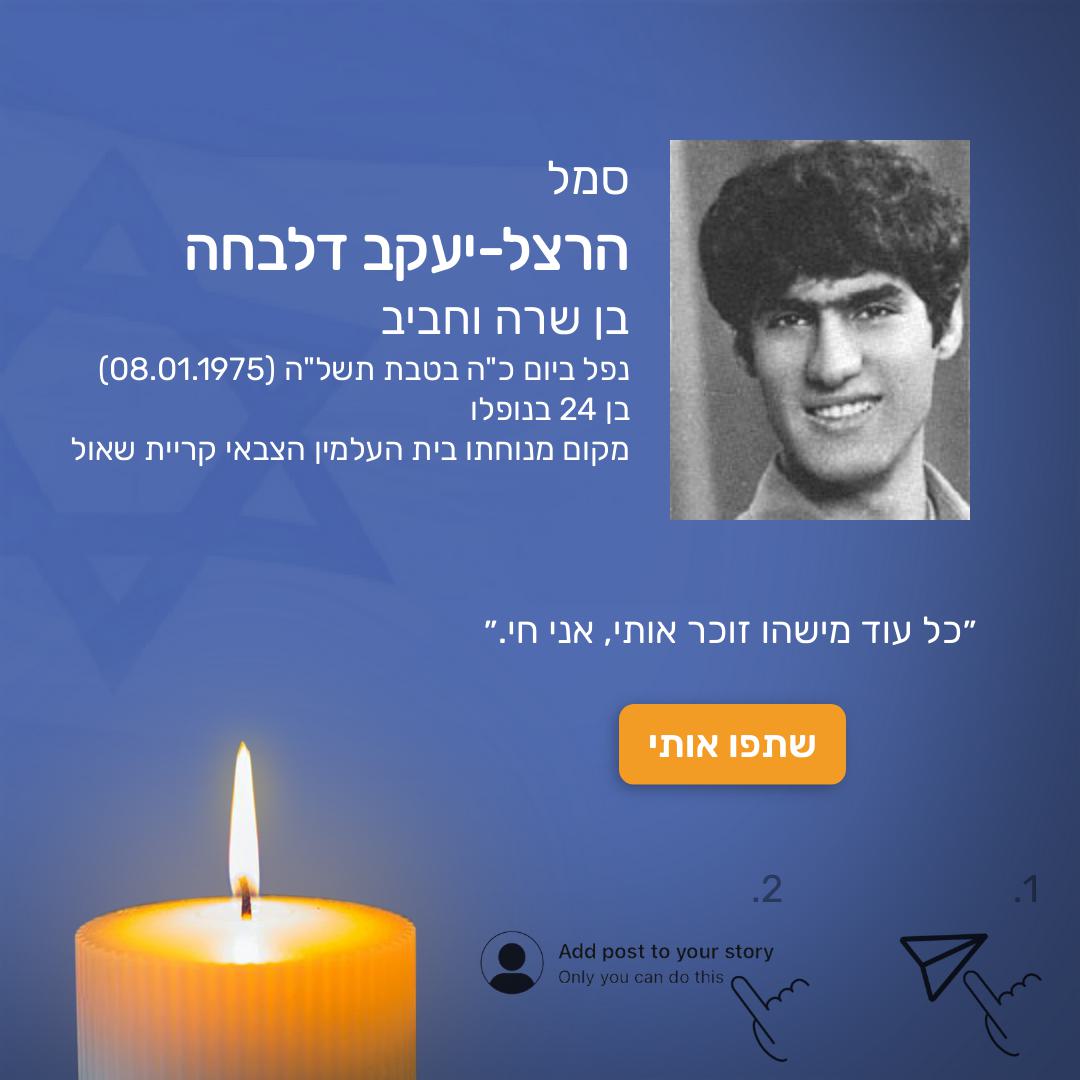 סמל
הרצל-יעקב דלבחה
בן שרה וחביב
נפל ביום כ"ה בטבת תשל"ה (08.01.1975)
בן 24 בנופלו
מקום מנוחתו בית העלמין הצבאי קריית שאול
״כל עוד מישהו זוכר אותי, אני חי.״
שתפו אותי
.1
.2
Add post to your story
Only you can do this